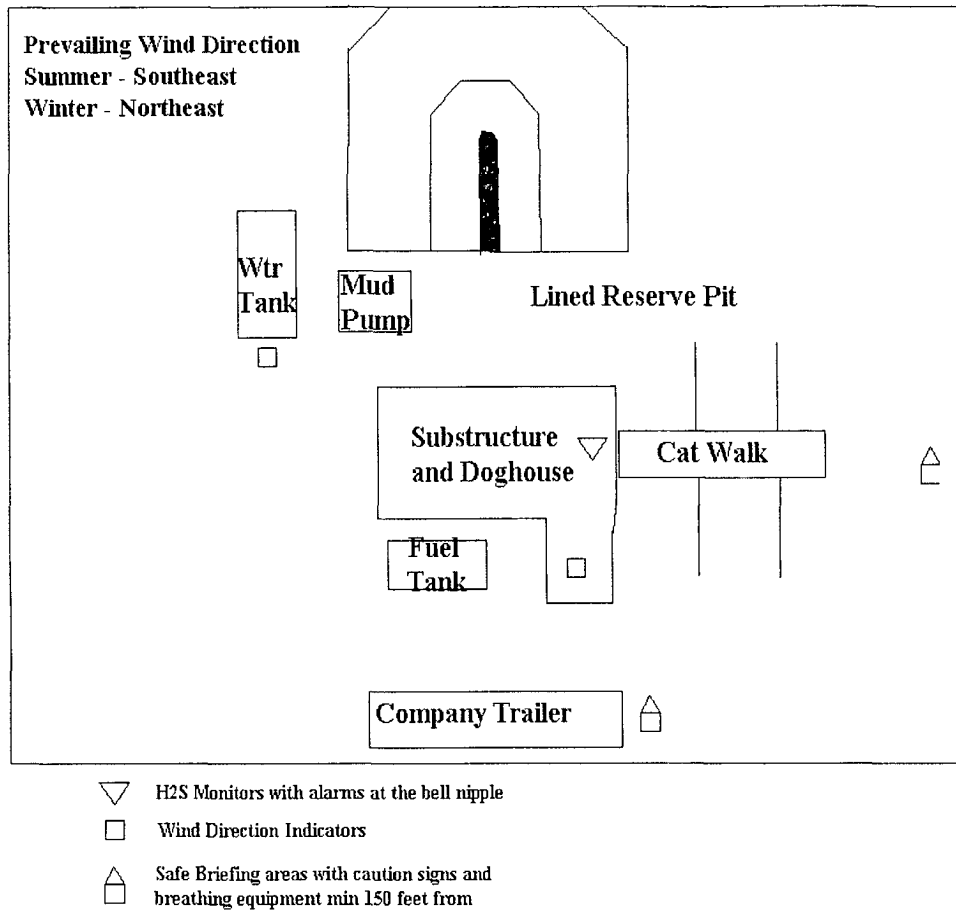 Prevailing Wind Direction
Summer - Southeast
Winter - Northeast
Wtr
Tank
Mud
Pump
Lined Reserve Pit
Substructure
and Doghouse
Cat Walk
Fuel
Tank
Company Trailer
H2S Monitors with alarms at the bell nipple
Wind Direction Indicators
Safe Briefing areas with caution signs and
breathing equipment min 150 feet from